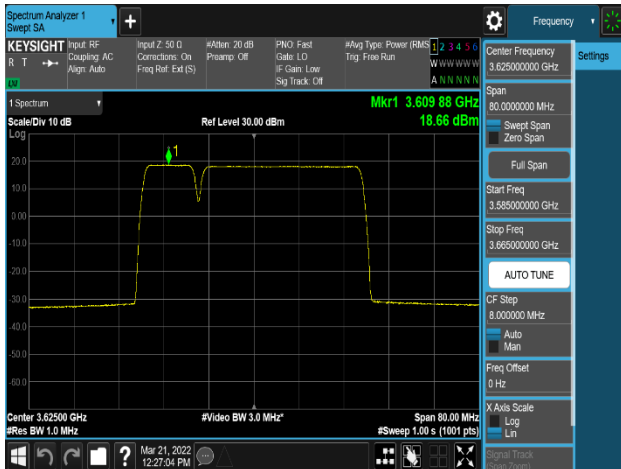 Spectrum Analyzer 1
Swept SA
+
Frequency
KEYSIGHT
R T
Input: RF
Coupling: AC
Align: Auto
Input Z: 50 Ω
Corrections: On
Freq Ref: Ext (S)
#Atten: 20 dB
Preamp: Off
PNO: Fast
Gate: LO
IF Gain: Low
Sig Track: Off
#Avg Type: Power (RMS
Trig: Free Run
1 2 3 4 5 6
W W W W W W
A N N N N N
1 Spectrum
Scale/Div 10 dB
Ref Level 30.00 dBm
Mkr1 3.609 88 GHz
18.66 dBm
Log
1
20.0
10.0
0.00
-10.0
-20.0
-30.0
-40.0
-50.0
-60.0
Center 3.62500 GHz
#Res BW 1.0 MHz
#Video BW 3.0 MHz*
Span 80.00 MHz
#Sweep 1.00 s (1001 pts)
Mar 21, 2022
12:27:04 PM
?
Center Frequency
3.625000000 GHz
Settings
Span
80.0000000 MHz
Swept Span
Zero Span
Full Span
Start Freq
3.585000000 GHz
Stop Freq
3.665000000 GHz
AUTO TUNE
CF Step
8.000000 MHz
Auto
Man
Freq Offset
0 Hz
X Axis Scale
Log
Lin
Signal Track
(Span Zoom)